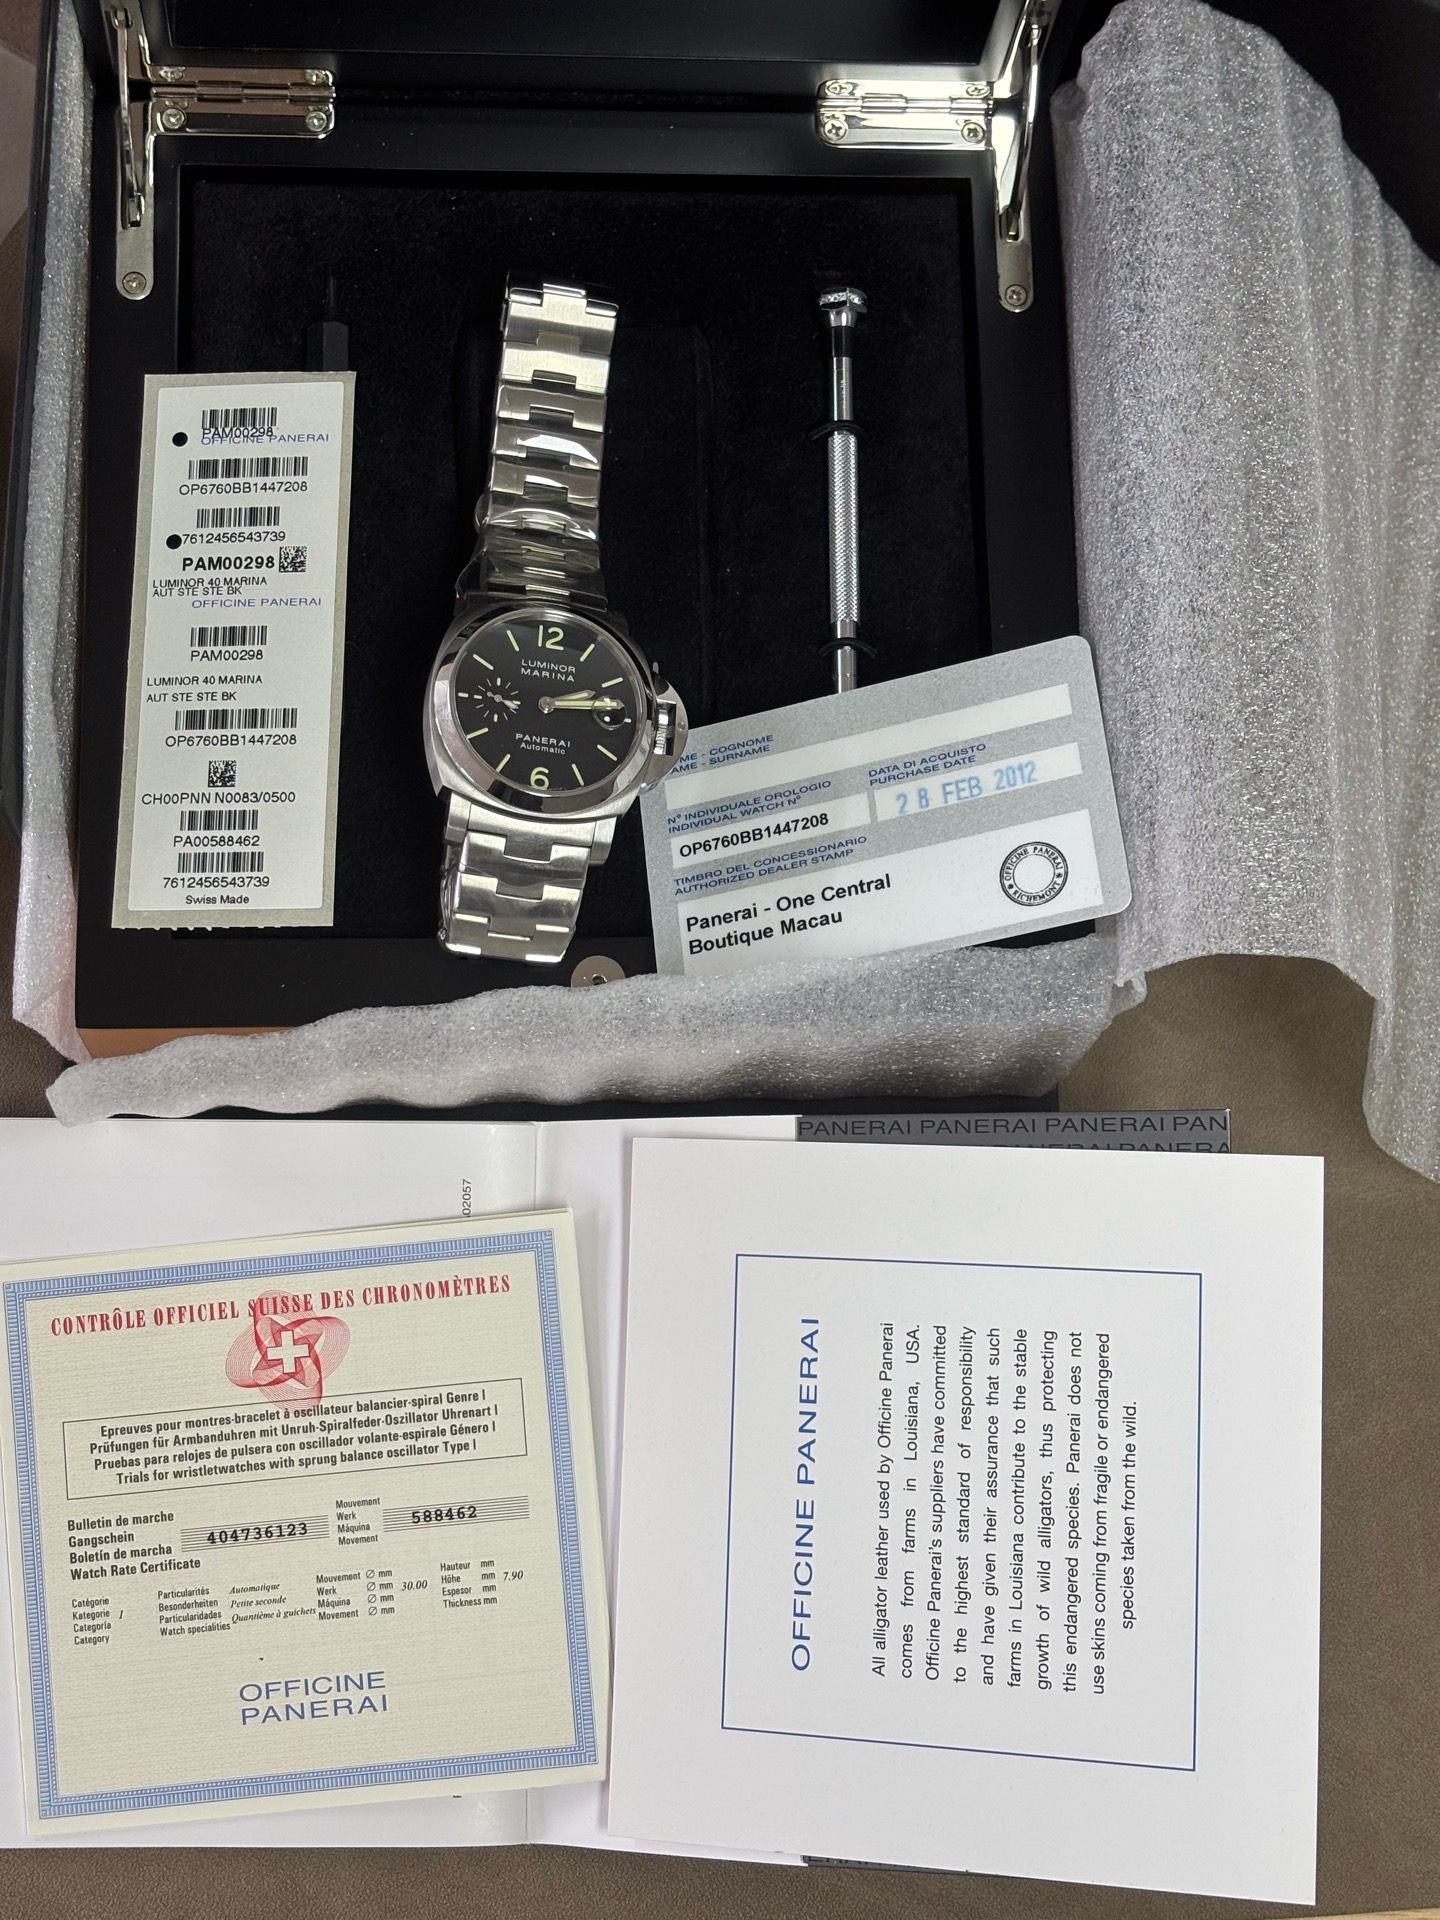 PAM00298
OFFICINE PANERAI
OP6760BB1447208
7612456543739
PAM00298
LUMINOR 40 MARINA
AUT STE STE BK
OFFICINE PANERAI
PAM00298
LUMINOR 40 MARINA
AUT STE STE BK
OP6760BB1447208
CH00PNN N0083/0500
PA00588462
7612456543739
Swiss Made
12
LUMINOR
MARINA
PANERAI
Automatic
6
ME - COGNOME
AME - SURNAME
N° INDIVIDUALE OROLOGIO
INDIVIDUAL WATCH N°
OP6760BB1447208
DATA DI ACQUISTO
PURCHASE DATE
28 FEB 2012
TIMBRO DEL CONCESSIONARIO
AUTHORIZED DEALER STAMP
Panerai - One Central
Boutique Macau
OFFICINE PANERAI
RICHEMONT
PANERAI PANERAI PANERAI PAN
02057
CONTRÔLE OFFICIEL SUISSE DES CHRONOMÈTRES
Epreuves pour montres-bracelet à oscillateur balancier-spiral Genre I
Prüfungen für Armbanduhren mit Unruh-Spiralfeder-Oszillator Uhrenart I
Pruebas para relojes de pulsera con oscillador volante-espirale Género I
Trials for wristletwatches with sprung balance oscillator Type I
Bulletin de marche
Gangschein
Boletín de marcha
Watch Rate Certificate
404736123
Mouvement
Werk
Máquina
Movement
588462
Catégorie
Kategorie 1
Categoria
Category
Particularités Automatique
Besonderheiten Petite seconde
Particularidades Quantième à guichets
Watch specialities
Mouvement ∅ mm
Werk ∅ mm 30.00
Máquina ∅ mm
Movement ∅ mm
Hauteur mm
Höhe mm 7.90
Espesor mm
Thickness mm
OFFICINE
PANERAI
OFFICINE PANERAI
All alligator leather used by Officine Panerai
comes from farms in Louisiana, USA.
Officine Panerai's suppliers have committed
to the highest standard of responsibility
and have given their assurance that such
farms in Louisiana contribute to the stable
growth of wild alligators, thus protecting
this endangered species. Panerai does not
use skins coming from fragile or endangered
species taken from the wild.